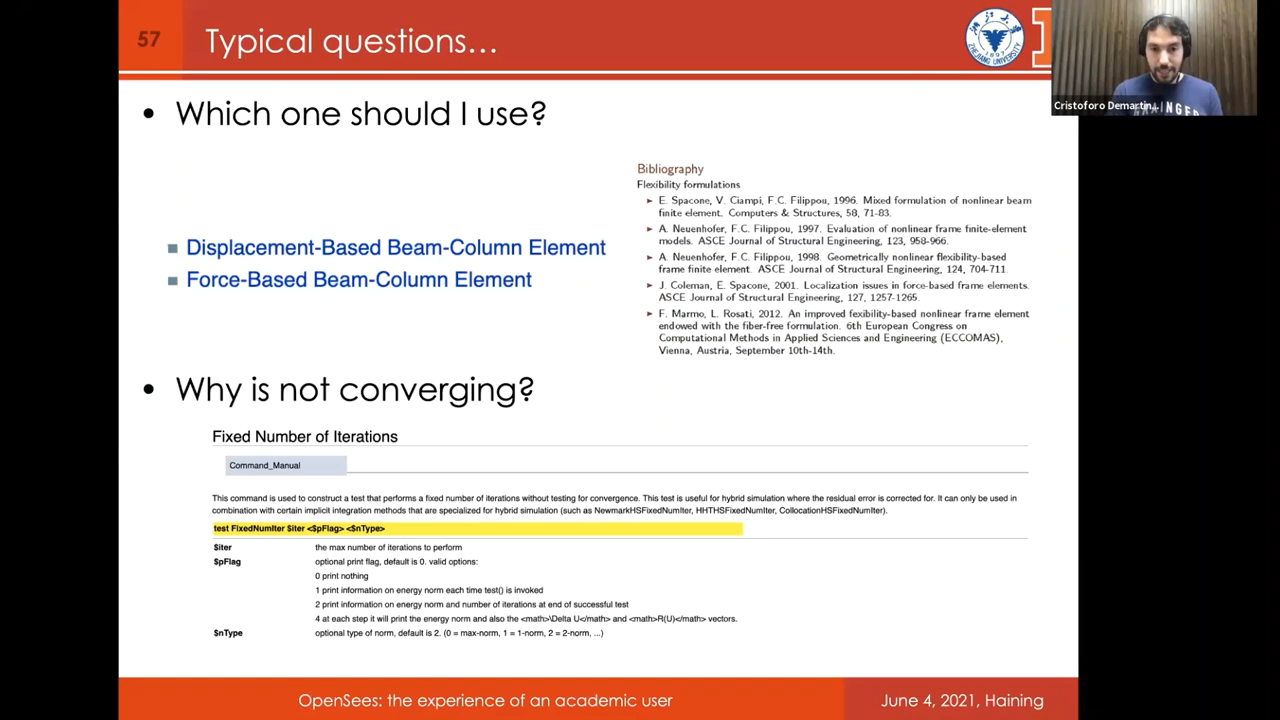 57
Typical questions...
Cristoforo Demartin...
• Which one should I use?
Displacement-Based Beam-Column Element
Force-Based Beam-Column Element
Bibliography
Flexibility formulations
E. Spacone, V. Ciampi, F.C. Filippou, 1996. Mixed formulation of nonlinear beam
finite element. Computers & Structures, 58, 71-83.
A. Neuenhofer, F.C. Filippou, 1997. Evaluation of nonlinear frame finite-element
models. ASCE Journal of Structural Engineering, 123, 958-966.
A. Neuenhofer, F.C. Filippou, 1998. Geometrically nonlinear flexibility-based
frame finite element. ASCE Journal of Structural Engineering, 124, 704-711.
J. Coleman, E. Spacone, 2001. Localization issues in force-based frame elements.
ASCE Journal of Structural Engineering, 127, 1257-1265.
F. Marmo, L. Rosati, 2012. An improved fexibility-based nonlinear frame element
endowed with the fiber-free formulation. 6th European Congress on
Computational Methods in Applied Sciences and Engineering (ECCOMAS),
Vienna, Austria, September 10th-14th.
• Why is not converging?
Fixed Number of Iterations
Command_Manual
This command is used to construct a test that performs a fixed number of iterations without testing for convergence. This test is useful for hybrid simulation where the residual error is corrected for. It can only be used in
combination with certain implicit integration methods that are specialized for hybrid simulation (such as NewmarkHSFixedNumIter, HHTHSFixedNumIter, CollocationHSFixedNumIter).
test FixedNumIter $iter <$pFlag> <$nType>
$iter the max number of iterations to perform
$pFlag optional print flag, default is 0. valid options:
0 print nothing
1 print information on energy norm each time test() is invoked
2 print information on energy norm and number of iterations at end of successful test
4 at each step it will print the energy norm and also the <math>\Delta U</math> and <math>R(U)</math> vectors.
$nType optional type of norm, default is 2. (0 = max-norm, 1 = 1-norm, 2 = 2-norm, ...)
OpenSees: the experience of an academic user
June 4, 2021, Haining